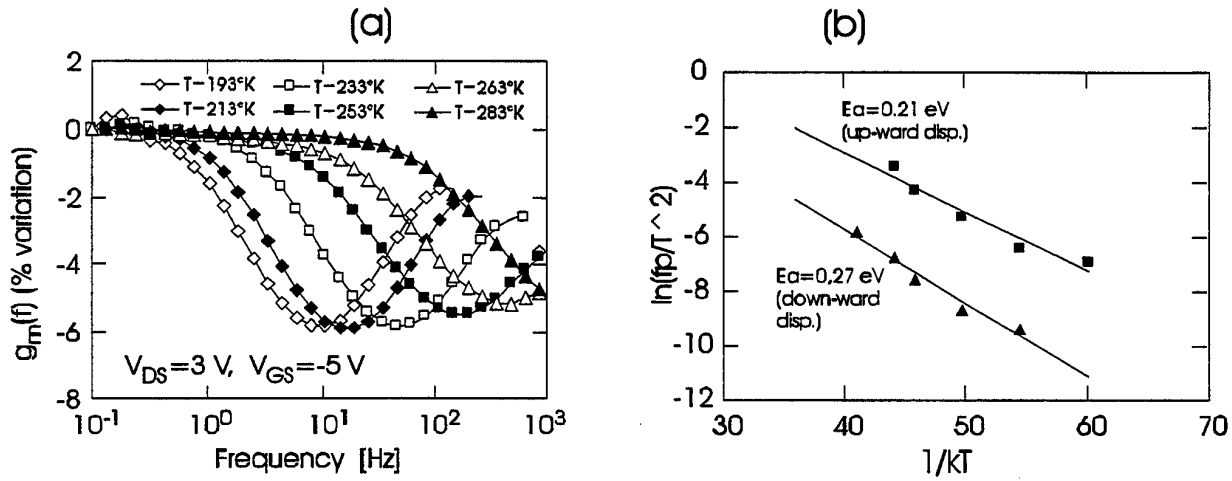 (a)
2
0
-2
-4
-6
-8
g_m(f) (% variation)
T-193°K
T-233°K
T-263°K
T-213°K
T-253°K
T-283°K
V_DS=3 V, V_GS=-5 V
10^-1
10^0
10^1
10^2
10^3
Frequency [Hz]
(b)
0
-2
-4
-6
-8
-10
-12
ln(fp/T^2)
Ea=0.21 eV
(up-ward disp.)
Ea=0,27 eV
(down-ward
disp.)
30
40
50
60
70
1/kT